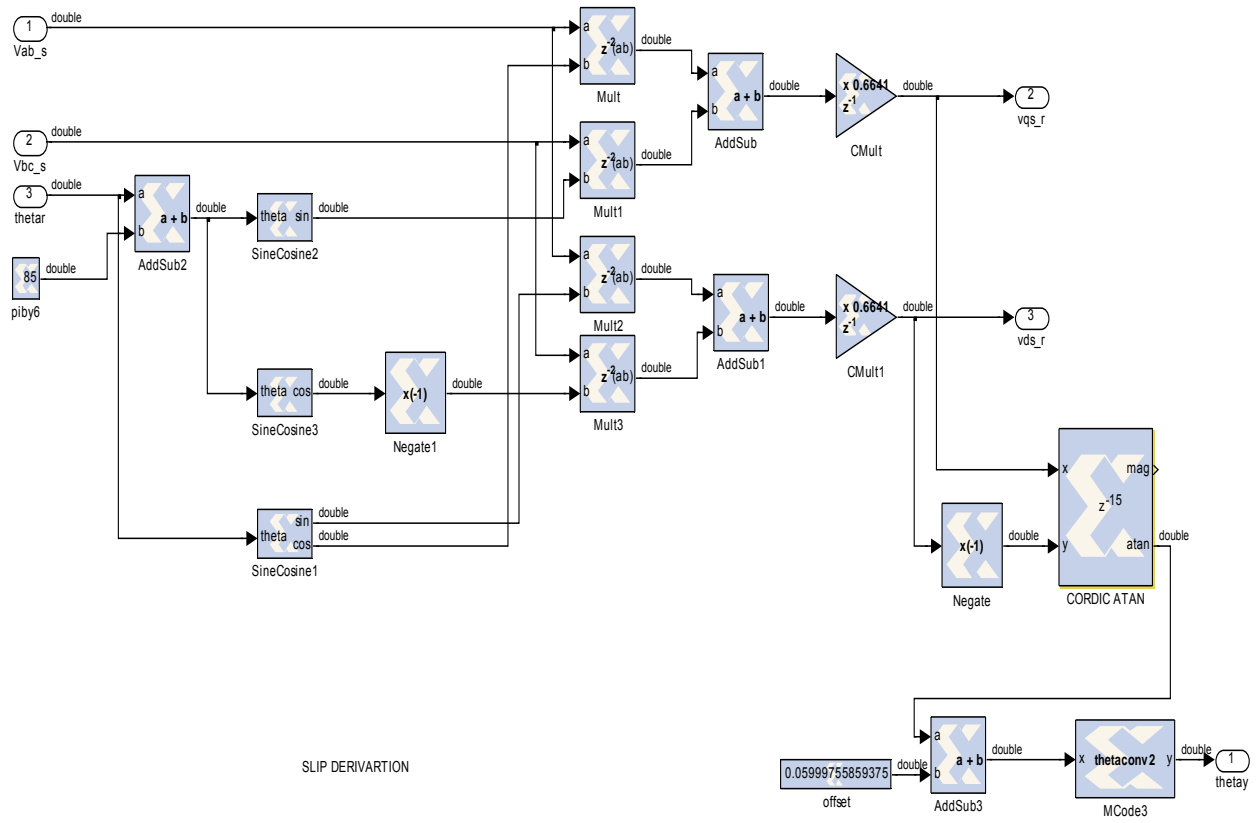 1
double
Vab_s
2
double
Vbc_s
3
double
thetar
85
double
piby6
a
b
a + b
double
AddSub2
theta sin
double
SineCosine2
theta cos
double
SineCosine3
x(-1)
double
Negate1
theta
sin
cos
double
double
SineCosine1
a
b
z-2(ab)
double
Mult
a
b
z-2(ab)
double
Mult1
a
b
z-2(ab)
double
Mult2
a
b
z-2(ab)
double
Mult3
a
b
a + b
double
AddSub
a
b
a + b
double
AddSub1
x 0.6641
z-1
double
CMult
x 0.6641
z-1
double
CMult1
2
vqs_r
3
vds_r
x(-1)
double
Negate
x
y
z-15
mag
atan
double
CORDIC ATAN
SLIP DERIVARTION
0.05999755859375
double
offset
a
b
a + b
double
AddSub3
x
thetaconv2
y
double
MCode3
1
thetay